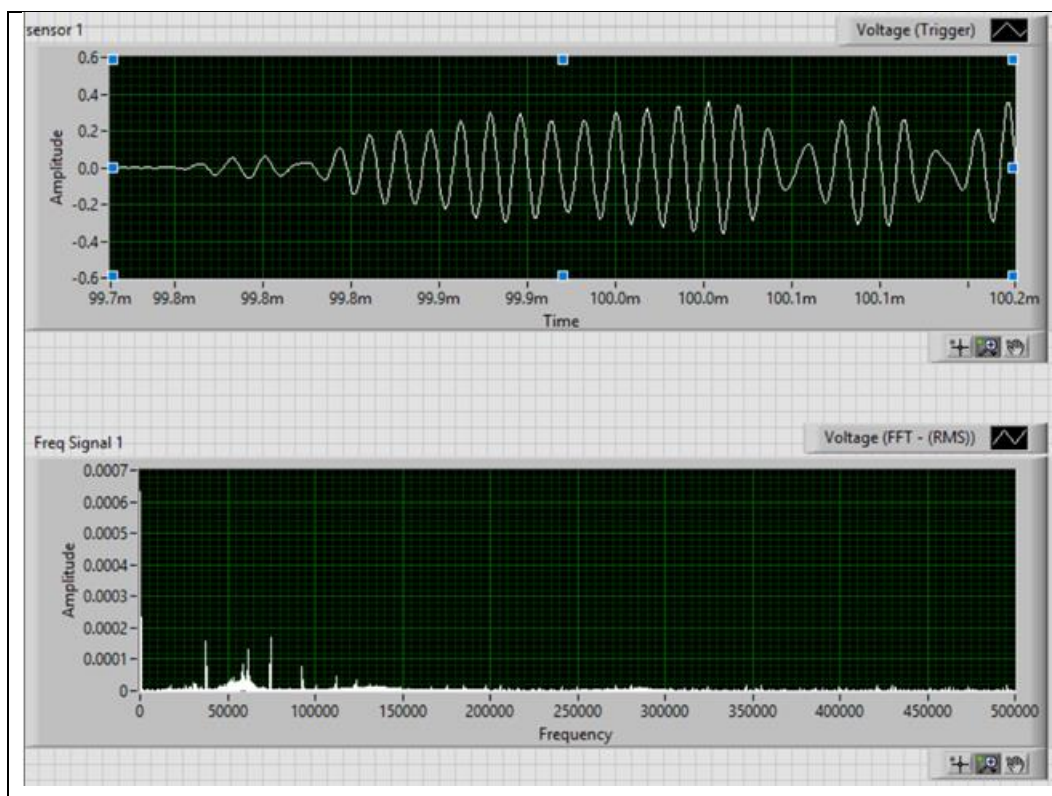 sensor 1
Voltage (Trigger)
Amplitude
0.6
0.4
0.2
0.0
-0.2
-0.4
-0.6
99.7m 99.8m 99.8m 99.8m 99.9m 99.9m 100.0m 100.0m 100.1m 100.1m 100.2m
Time
Freq Signal 1
Voltage (FFT - (RMS))
Amplitude
0.0007
0.0006
0.0005
0.0004
0.0003
0.0002
0.0001
0
0 50000 100000 150000 200000 250000 300000 350000 400000 450000 500000
Frequency